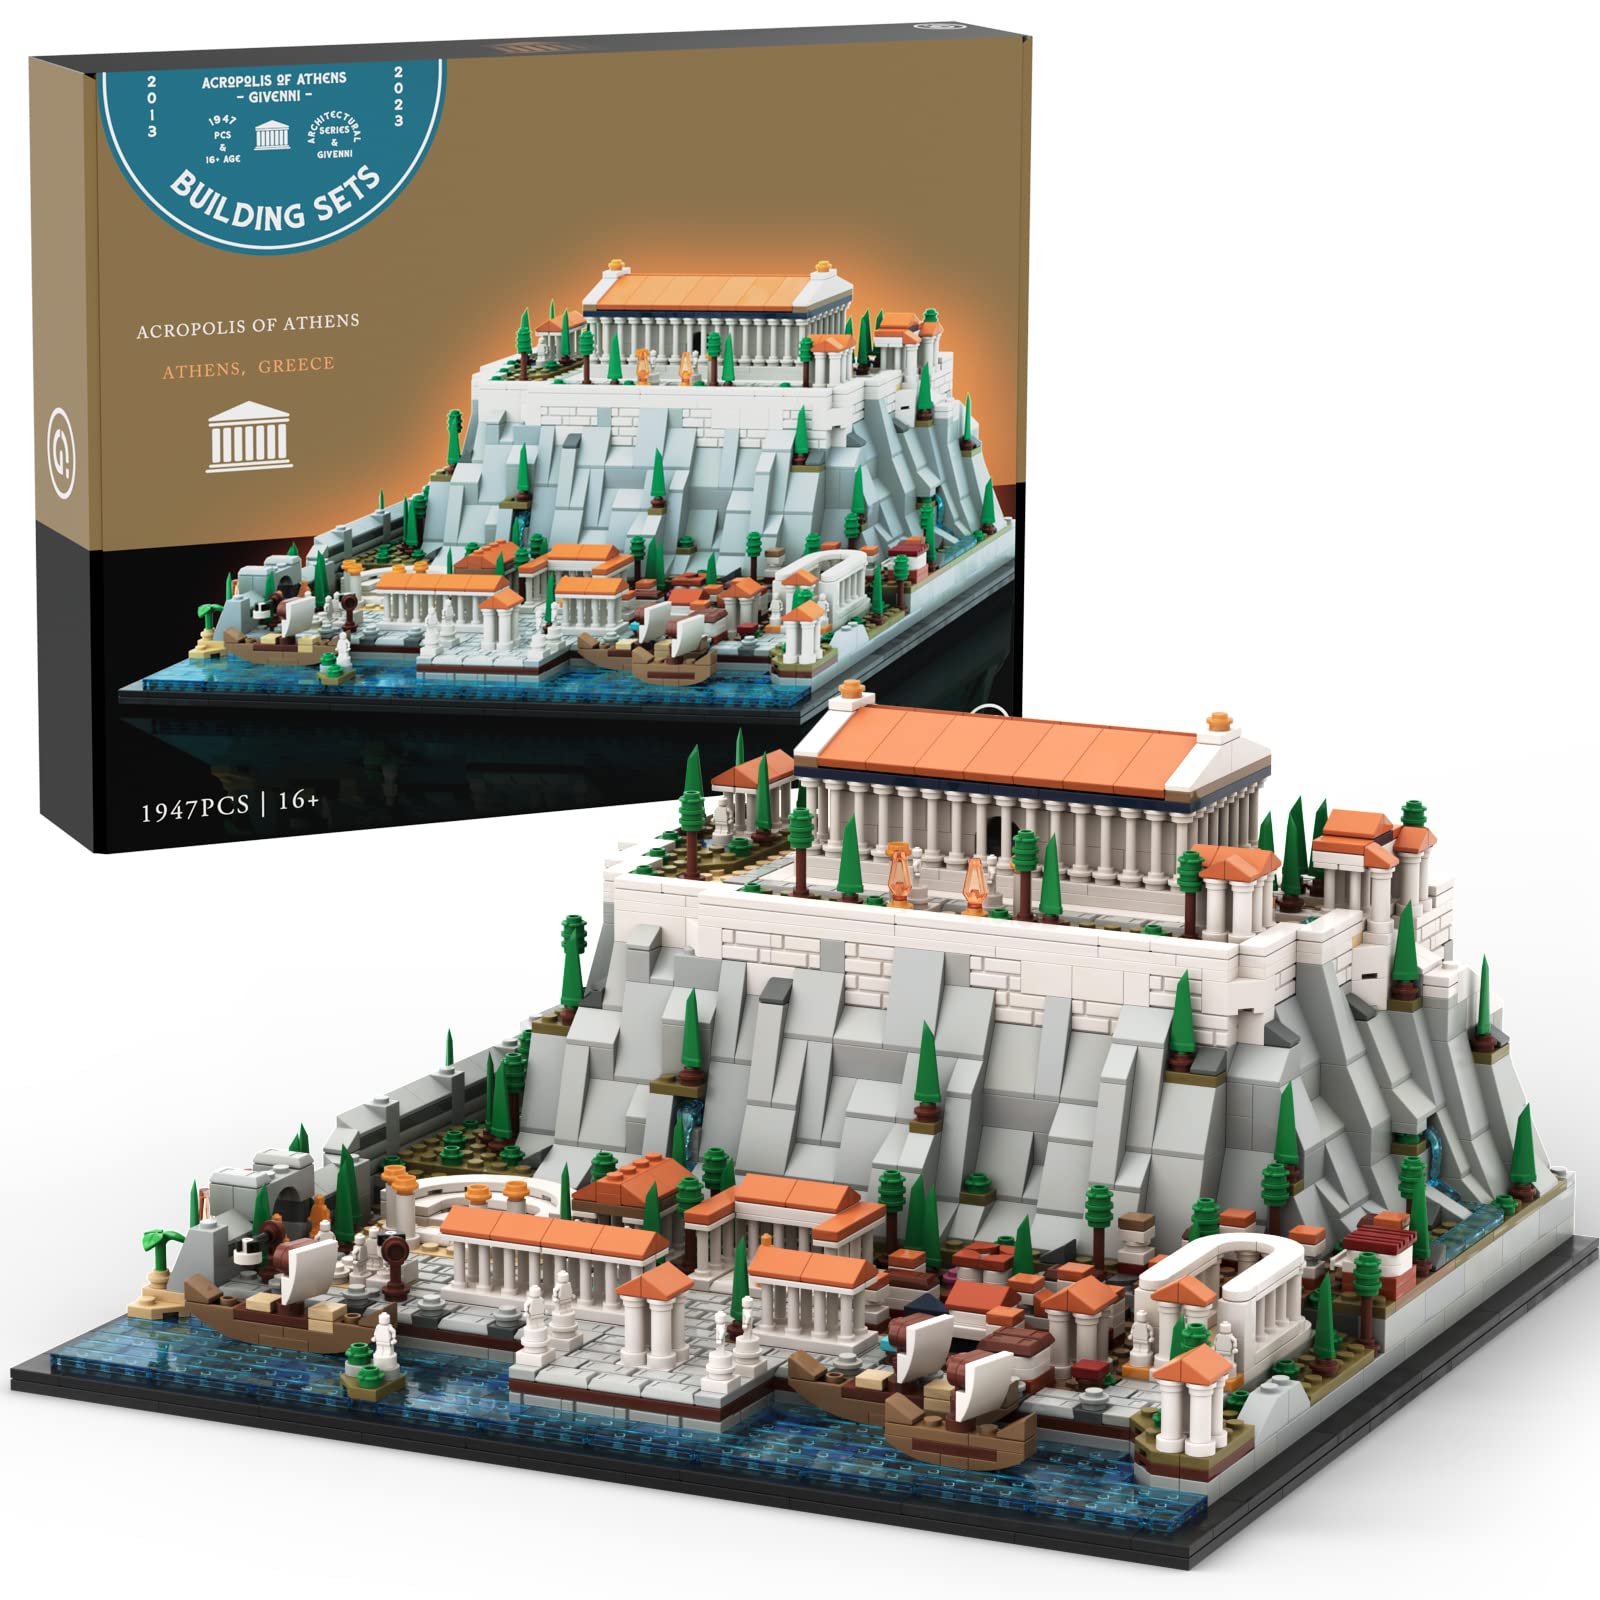 2013
ACROPOLIS OF ATHENS
- GIVENNI -
2023
1947
PCS
&
16+ AGE
ARCHITECTURAL
SERIES
&
GIVENNI
BUILDING SETS
ACROPOLIS OF ATHENS
ATHENS, GREECE
1947PCS | 16+